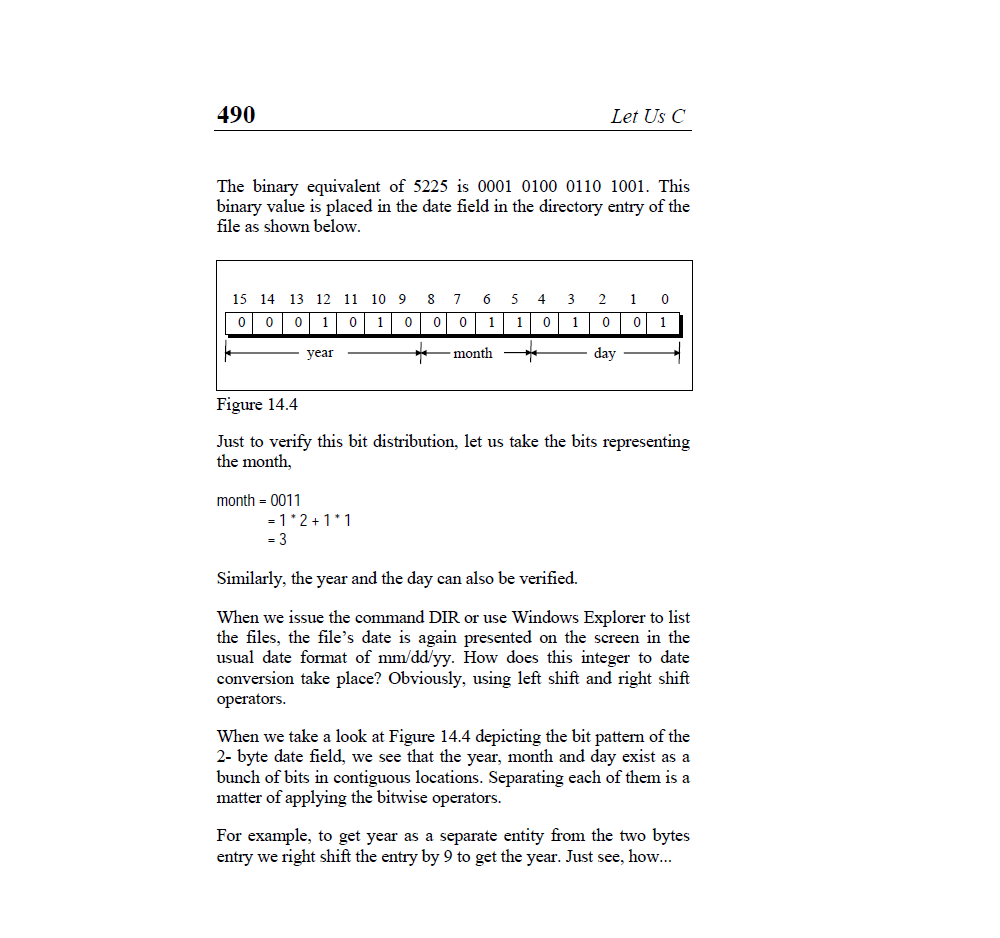 490 Let Us C
The binary equivalent of 5225 is 0001 0100 0110 1001. This
binary value is placed in the date field in the directory entry of the
file as shown below.
15 14 13 12 11 10 9 8 7 6 5 4 3 2 1 0
0 0 0 1 0 1 0 0 0 1 1 0 1 0 0 1
year month day
Figure 14.4
Just to verify this bit distribution, let us take the bits representing
the month,
month = 0011
= 1 * 2 + 1 * 1
= 3
Similarly, the year and the day can also be verified.
When we issue the command DIR or use Windows Explorer to list
the files, the file’s date is again presented on the screen in the
usual date format of mm/dd/yy. How does this integer to date
conversion take place? Obviously, using left shift and right shift
operators.
When we take a look at Figure 14.4 depicting the bit pattern of the
2- byte date field, we see that the year, month and day exist as a
bunch of bits in contiguous locations. Separating each of them is a
matter of applying the bitwise operators.
For example, to get year as a separate entity from the two bytes
entry we right shift the entry by 9 to get the year. Just see, how...